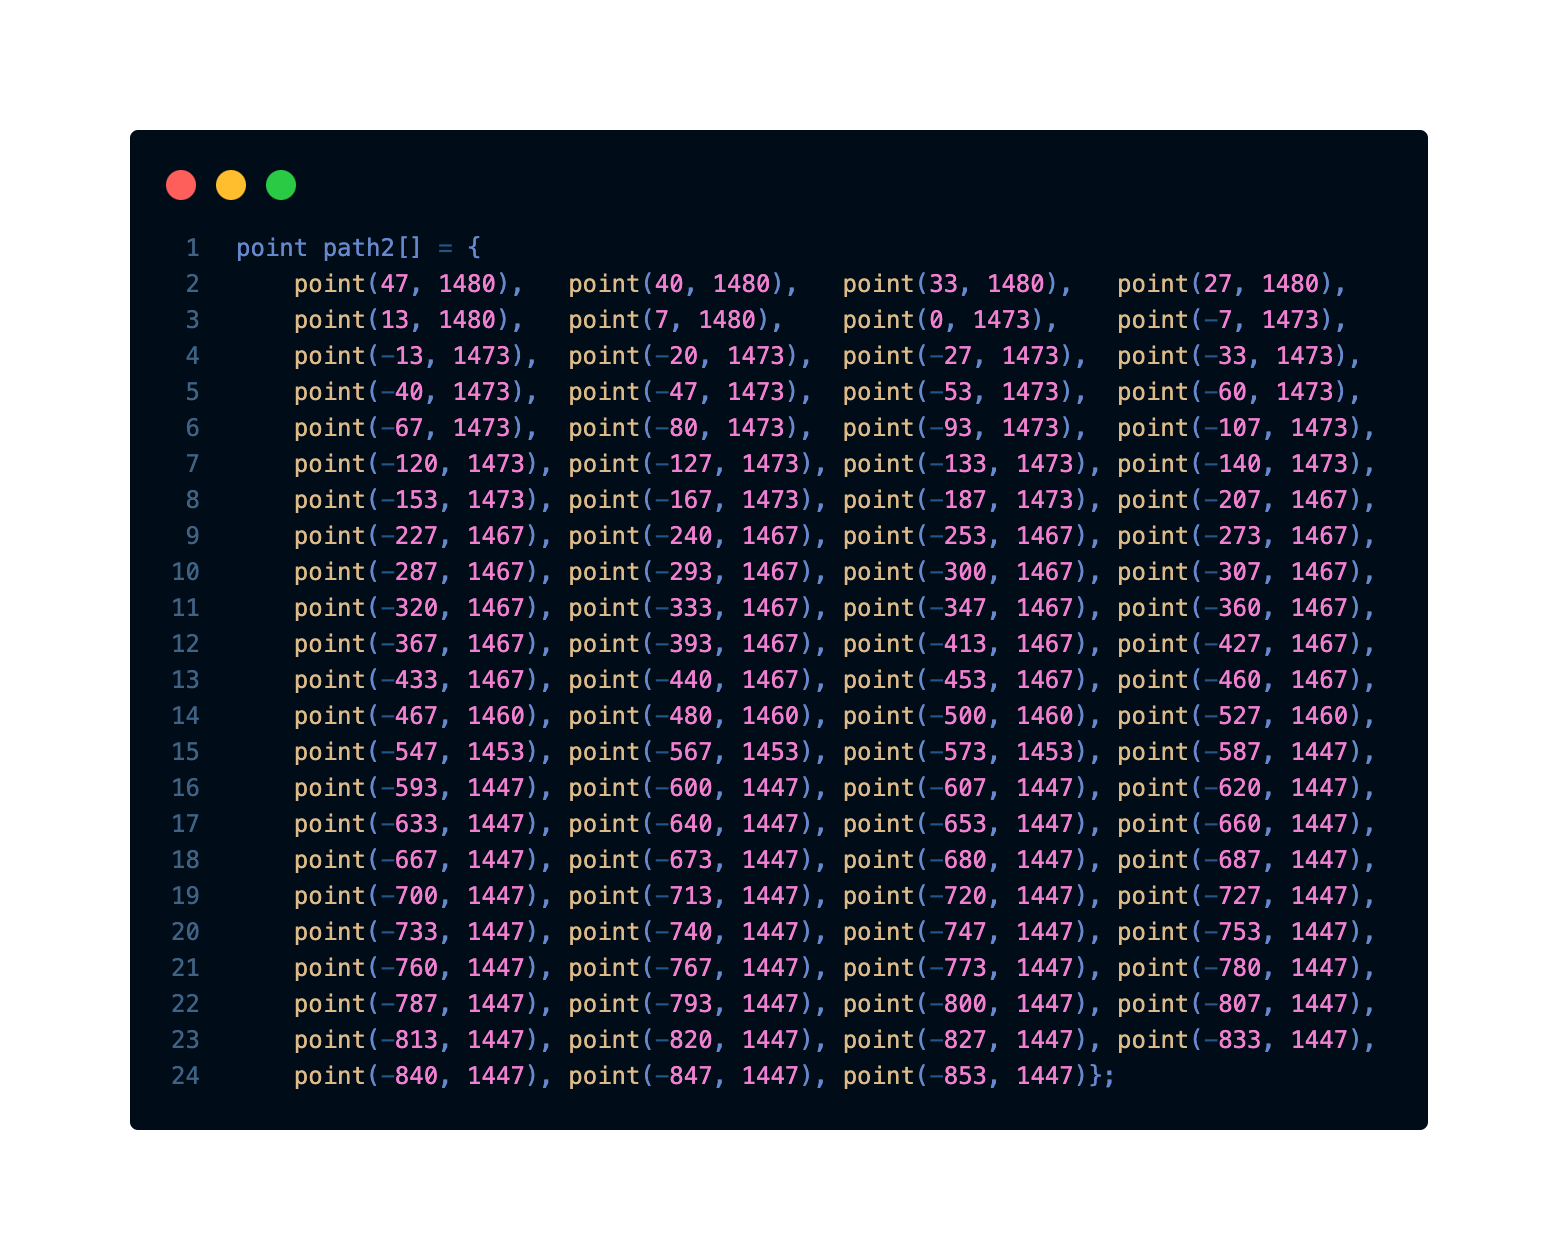 1 point path2[] = {
2 point(47, 1480), point(40, 1480), point(33, 1480), point(27, 1480),
3 point(13, 1480), point(7, 1480), point(0, 1473), point(-7, 1473),
4 point(-13, 1473), point(-20, 1473), point(-27, 1473), point(-33, 1473),
5 point(-40, 1473), point(-47, 1473), point(-53, 1473), point(-60, 1473),
6 point(-67, 1473), point(-80, 1473), point(-93, 1473), point(-107, 1473),
7 point(-120, 1473), point(-127, 1473), point(-133, 1473), point(-140, 1473),
8 point(-153, 1473), point(-167, 1473), point(-187, 1473), point(-207, 1467),
9 point(-227, 1467), point(-240, 1467), point(-253, 1467), point(-273, 1467),
10 point(-287, 1467), point(-293, 1467), point(-300, 1467), point(-307, 1467),
11 point(-320, 1467), point(-333, 1467), point(-347, 1467), point(-360, 1467),
12 point(-367, 1467), point(-393, 1467), point(-413, 1467), point(-427, 1467),
13 point(-433, 1467), point(-440, 1467), point(-453, 1467), point(-460, 1467),
14 point(-467, 1460), point(-480, 1460), point(-500, 1460), point(-527, 1460),
15 point(-547, 1453), point(-567, 1453), point(-573, 1453), point(-587, 1447),
16 point(-593, 1447), point(-600, 1447), point(-607, 1447), point(-620, 1447),
17 point(-633, 1447), point(-640, 1447), point(-653, 1447), point(-660, 1447),
18 point(-667, 1447), point(-673, 1447), point(-680, 1447), point(-687, 1447),
19 point(-700, 1447), point(-713, 1447), point(-720, 1447), point(-727, 1447),
20 point(-733, 1447), point(-740, 1447), point(-747, 1447), point(-753, 1447),
21 point(-760, 1447), point(-767, 1447), point(-773, 1447), point(-780, 1447),
22 point(-787, 1447), point(-793, 1447), point(-800, 1447), point(-807, 1447),
23 point(-813, 1447), point(-820, 1447), point(-827, 1447), point(-833, 1447),
24 point(-840, 1447), point(-847, 1447), point(-853, 1447)};